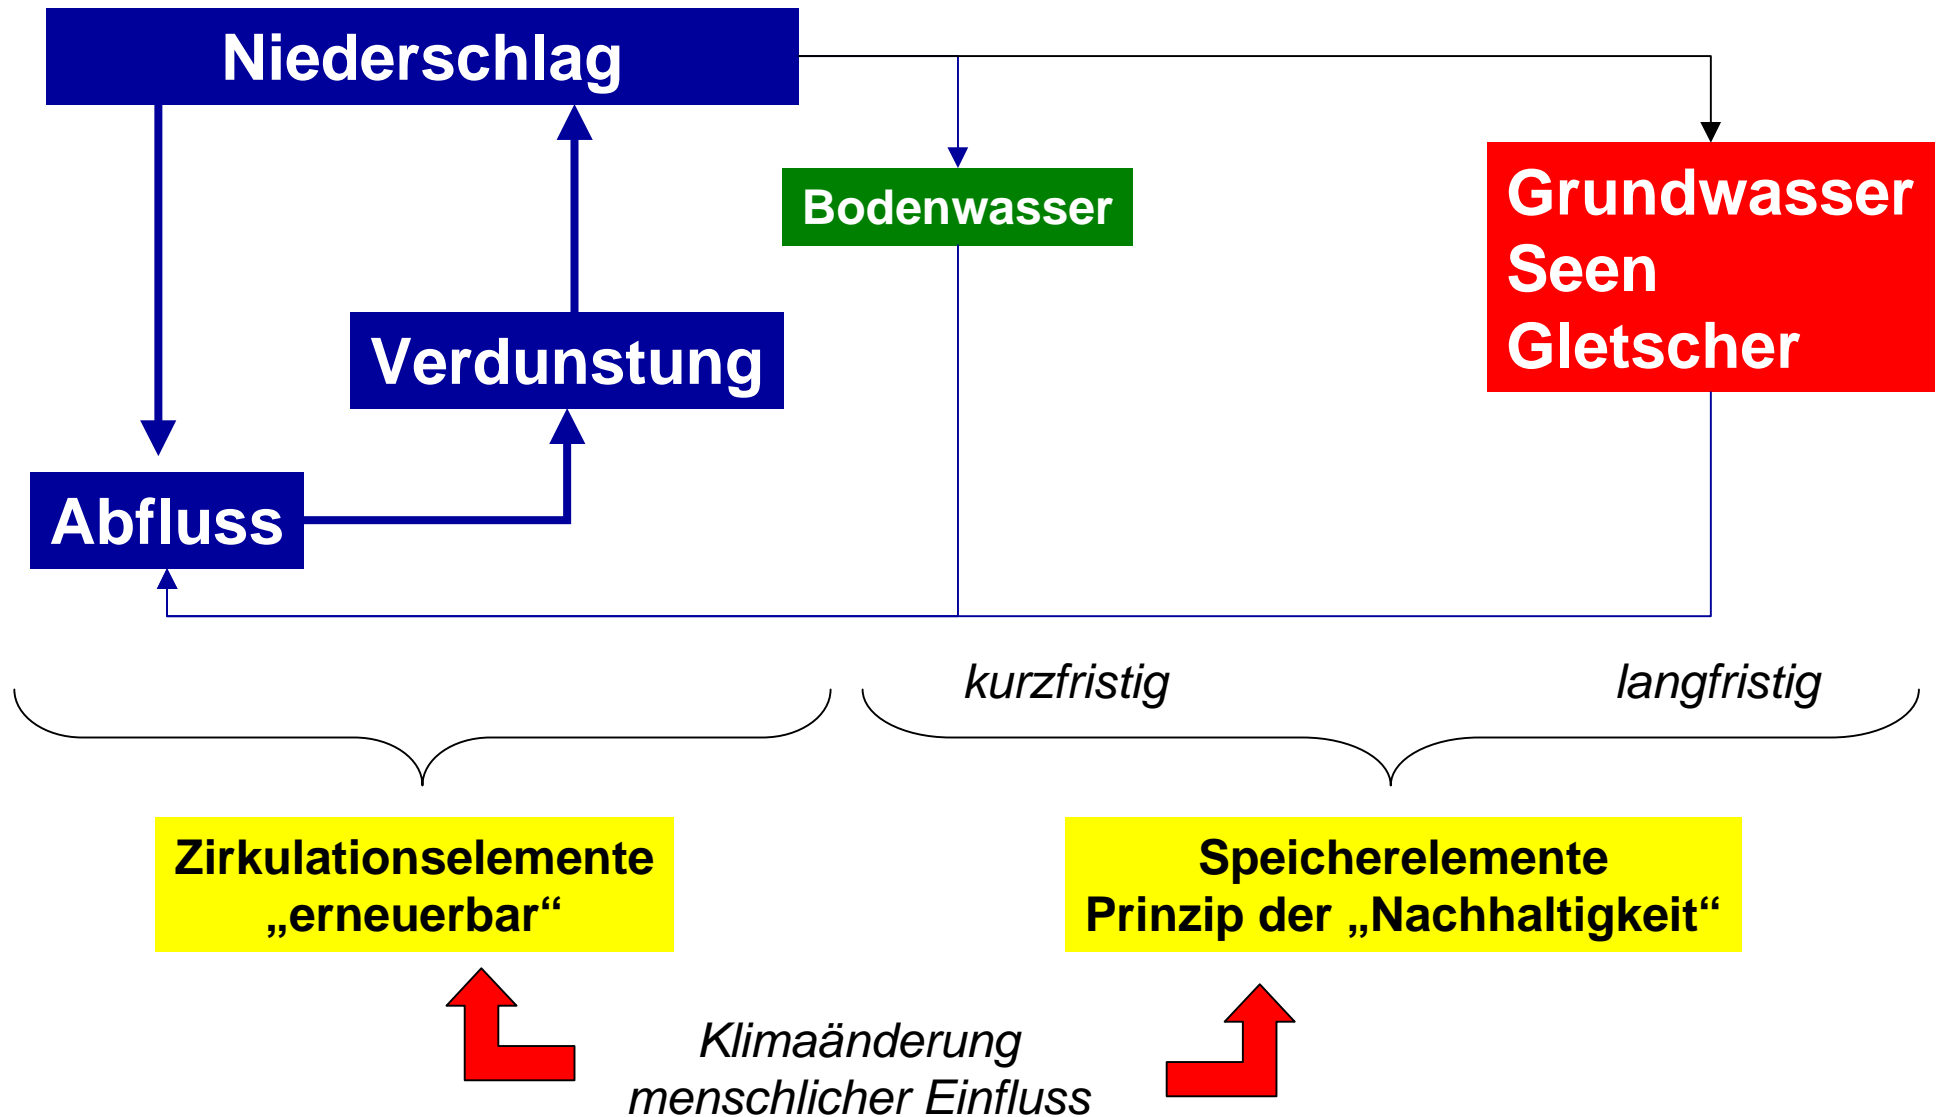 Niederschlag
Bodenwasser
Grundwasser
Seen
Gletscher
Verdunstung
Abfluss
kurzfristig
langfristig
Zirkulationselemente
„erneuerbar“
Speicherelemente
Prinzip der „Nachhaltigkeit“
Klimaänderung
menschlicher Einfluss